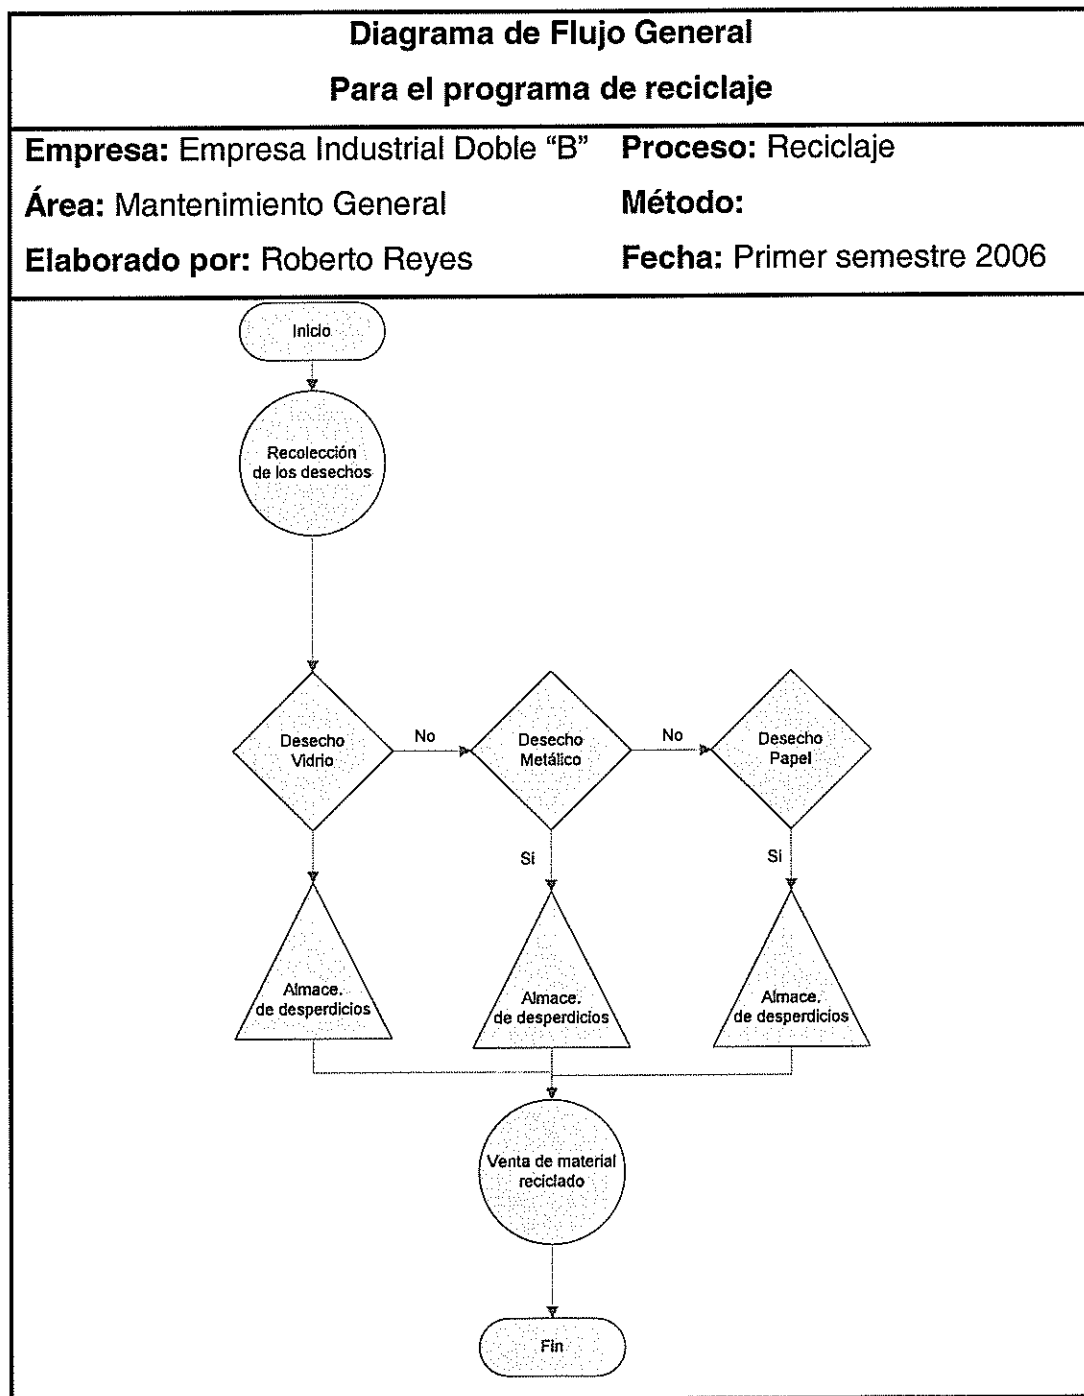 Diagrama de Flujo General
Para el programa de reciclaje
Empresa: Empresa Industrial Doble “B” Proceso: Reciclaje
Área: Mantenimiento General Método:
Elaborado por: Roberto Reyes Fecha: Primer semestre 2006
Inicio
Recolección
de los desechos
Desecho
Vidrio
No
Desecho
Metálico
No
Desecho
Papel
Si
Si
Almace.
de desperdicios
Almace.
de desperdicios
Almace.
de desperdicios
Venta de material
reciclado
Fin